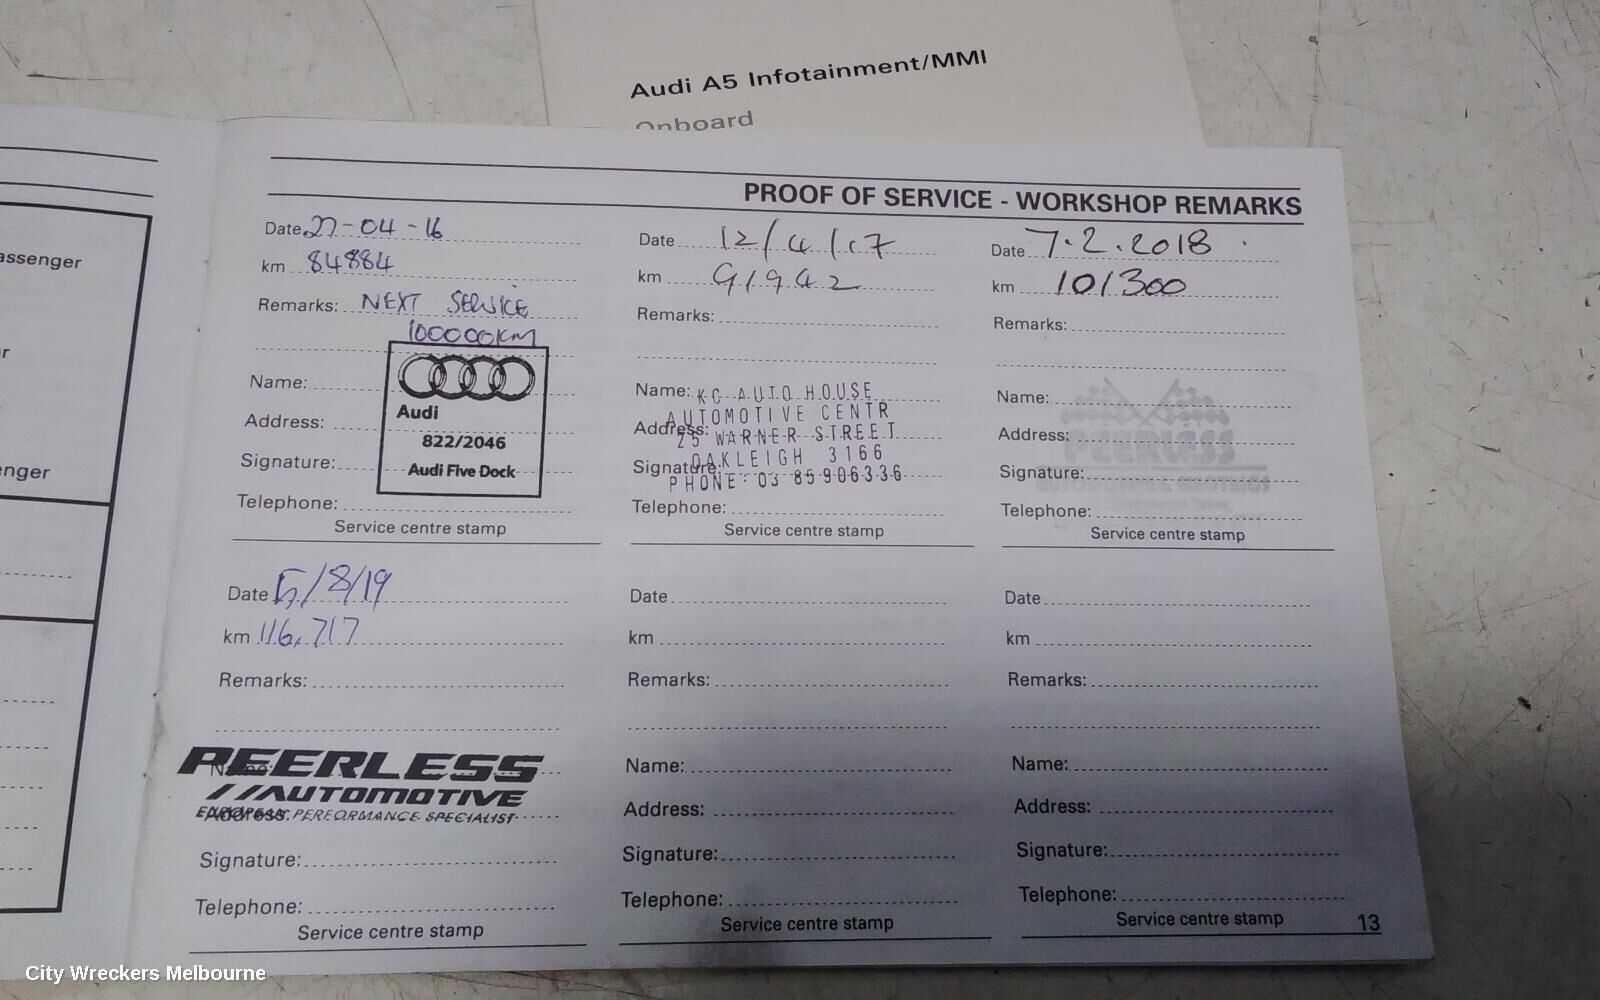 Audi A5 Infotainment/MMI
Onboard
assenger
r
enger
PROOF OF SERVICE - WORKSHOP REMARKS
Date 27-04-16
km 84884
Remarks: NEXT SERVICE
100000KM
Name:
Address:
Signature:
Telephone:
Audi
822/2046
Audi Five Dock
Service centre stamp
Date 12/4/17
km 91942
Remarks:
Name: KC AUTO HOUSE
AUTOMOTIVE CENTR
Address: 25 WARNER STREET
Signature: OAKLEIGH 3166
PHONE: 03 85906336
Telephone:
Service centre stamp
Date 7.2.2018
km 101300
Remarks:
Name:
Address:
PEERLESS
Signature:
AUTOMOTIVE &
Telephone:
Service centre stamp
Date 5/8/19
km 116,717
Remarks:
Name:
PEERLESS
//AUTOMOTIVE
Address:
EUROPEAN PERFORMANCE SPECIALIST
Signature:
Telephone:
Service centre stamp
Date
km
Remarks:
Name:
Address:
Signature:
Telephone:
Service centre stamp
Date
km
Remarks:
Name:
Address:
Signature:
Telephone:
Service centre stamp
13
City Wreckers Melbourne